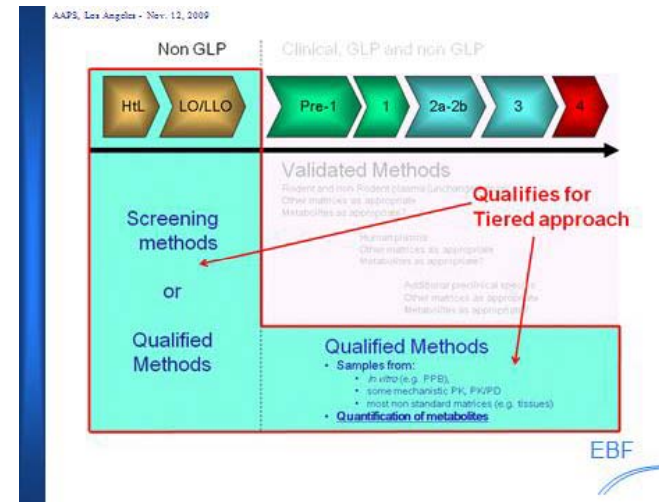 AAPS, Los Angeles - Nov. 12, 2009
Non GLP
Clinical, GLP and non GLP
HtL
LO/LLO
Pre-1
1
2a-2b
3
4
Validated Methods
Rodent and non Rodent plasma (unchanged
Other matrices as appropriate
Metabolites as appropriate?
Human plasma
Other matrices as appropriate
Metabolites as appropriate?
Additional preclinical species
Other matrices as appropriate
Metabolites as appropriate?
Qualifies for
Tiered approach
Screening
methods
or
Qualified
Methods
Qualified Methods
• Samples from:
• In vitro (e.g. PPB),
• some mechanistic PK, PK/PD
• most non standard matrices (e.g. tissues)
• Quantification of metabolites
EBF